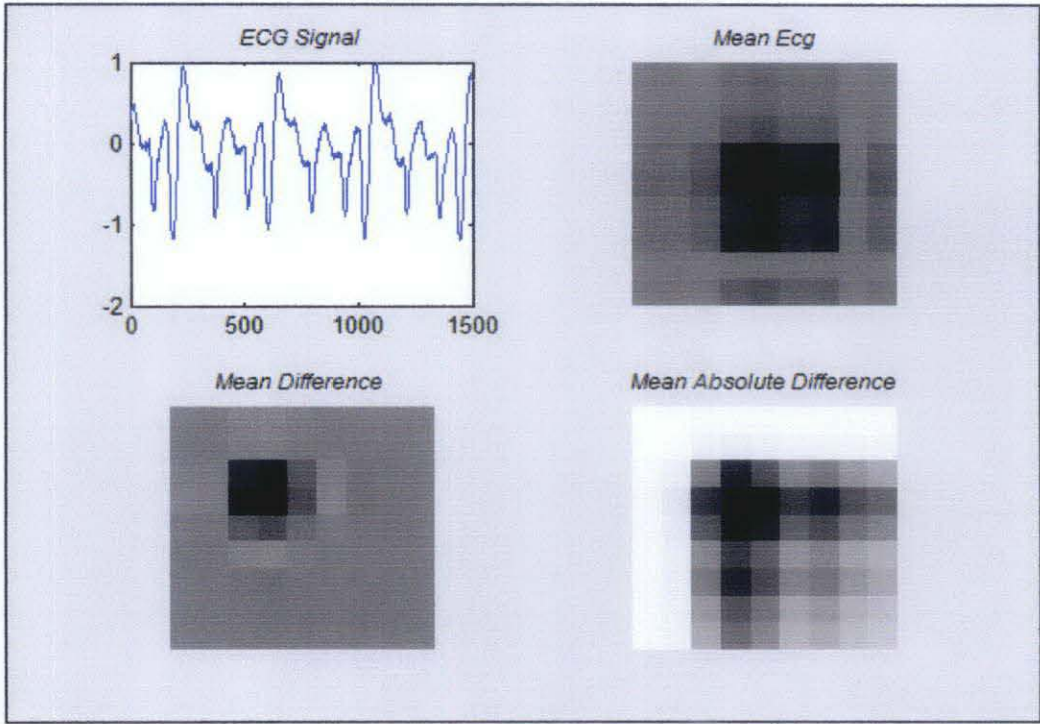 ECG Signal
Mean Ecg
1
0
-1
-2
0 500 1000 1500
Mean Difference
Mean Absolute Difference